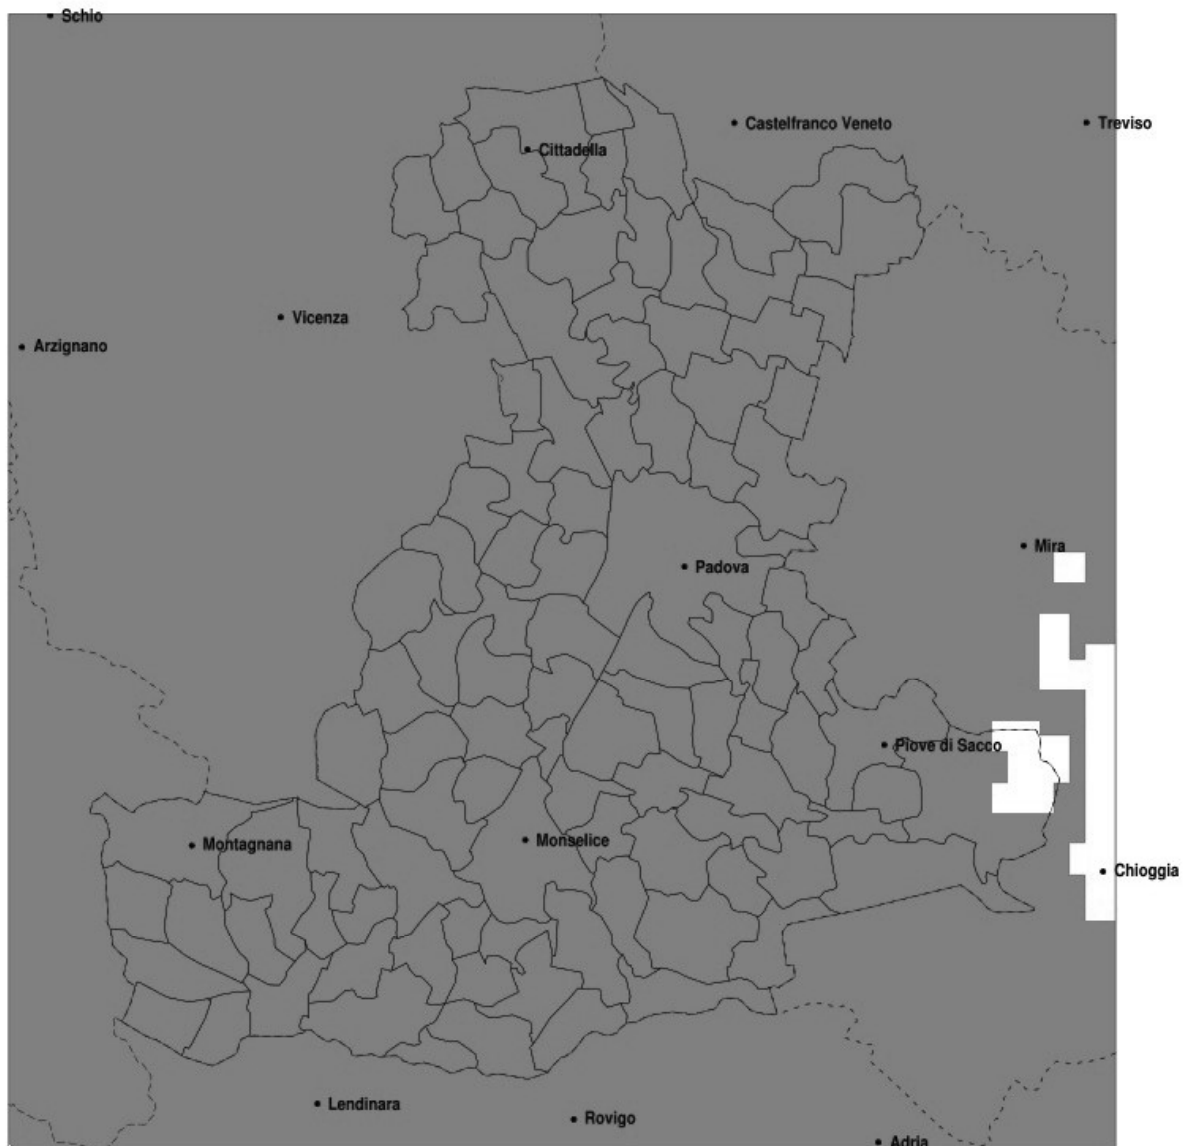 Schio
Castelfranco Veneto
Treviso
Cittadella
Vicenza
Arzignano
Mira
Padova
Piove di Sacco
Montagnana
Monselice
Chioggia
Lendinara
Rovigo
Adria